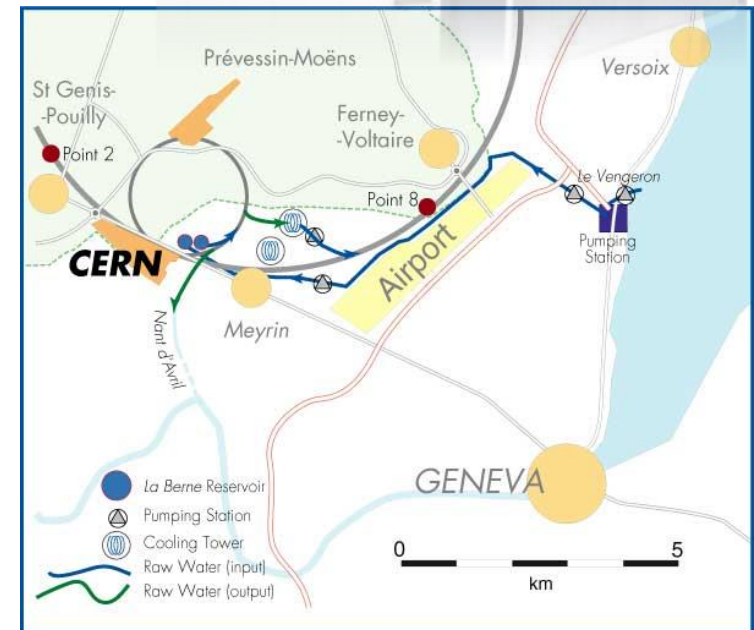 Prévessin-Moëns
Versoix
St Genis-
-Pouilly
Ferney-
-Voltaire
Point 2
Le Vengeron
Point 8
Pumping
Station
CERN
Airport
Meyrin
Nant d'Avril
GENEVA
La Berne Reservoir
Pumping Station
Cooling Tower
Raw Water (input)
Raw Water (output)
0 5
km